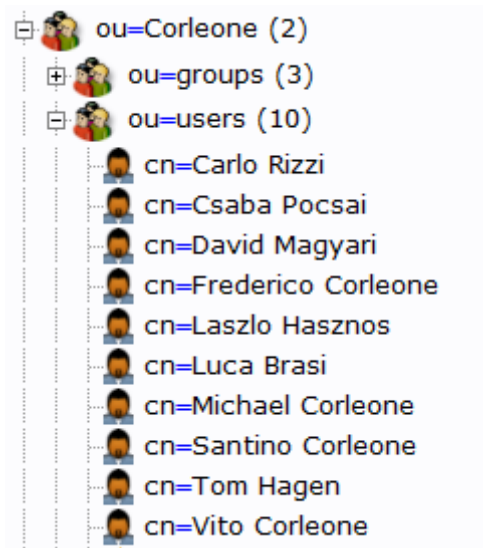 ou=Corleone (2)
ou=groups (3)
ou=users (10)
cn=Carlo Rizzi
cn=Csaba Pocsai
cn=David Magyari
cn=Frederico Corleone
cn=Laszlo Hasznos
cn=Luca Brasi
cn=Michael Corleone
cn=Santino Corleone
cn=Tom Hagen
cn=Vito Corleone